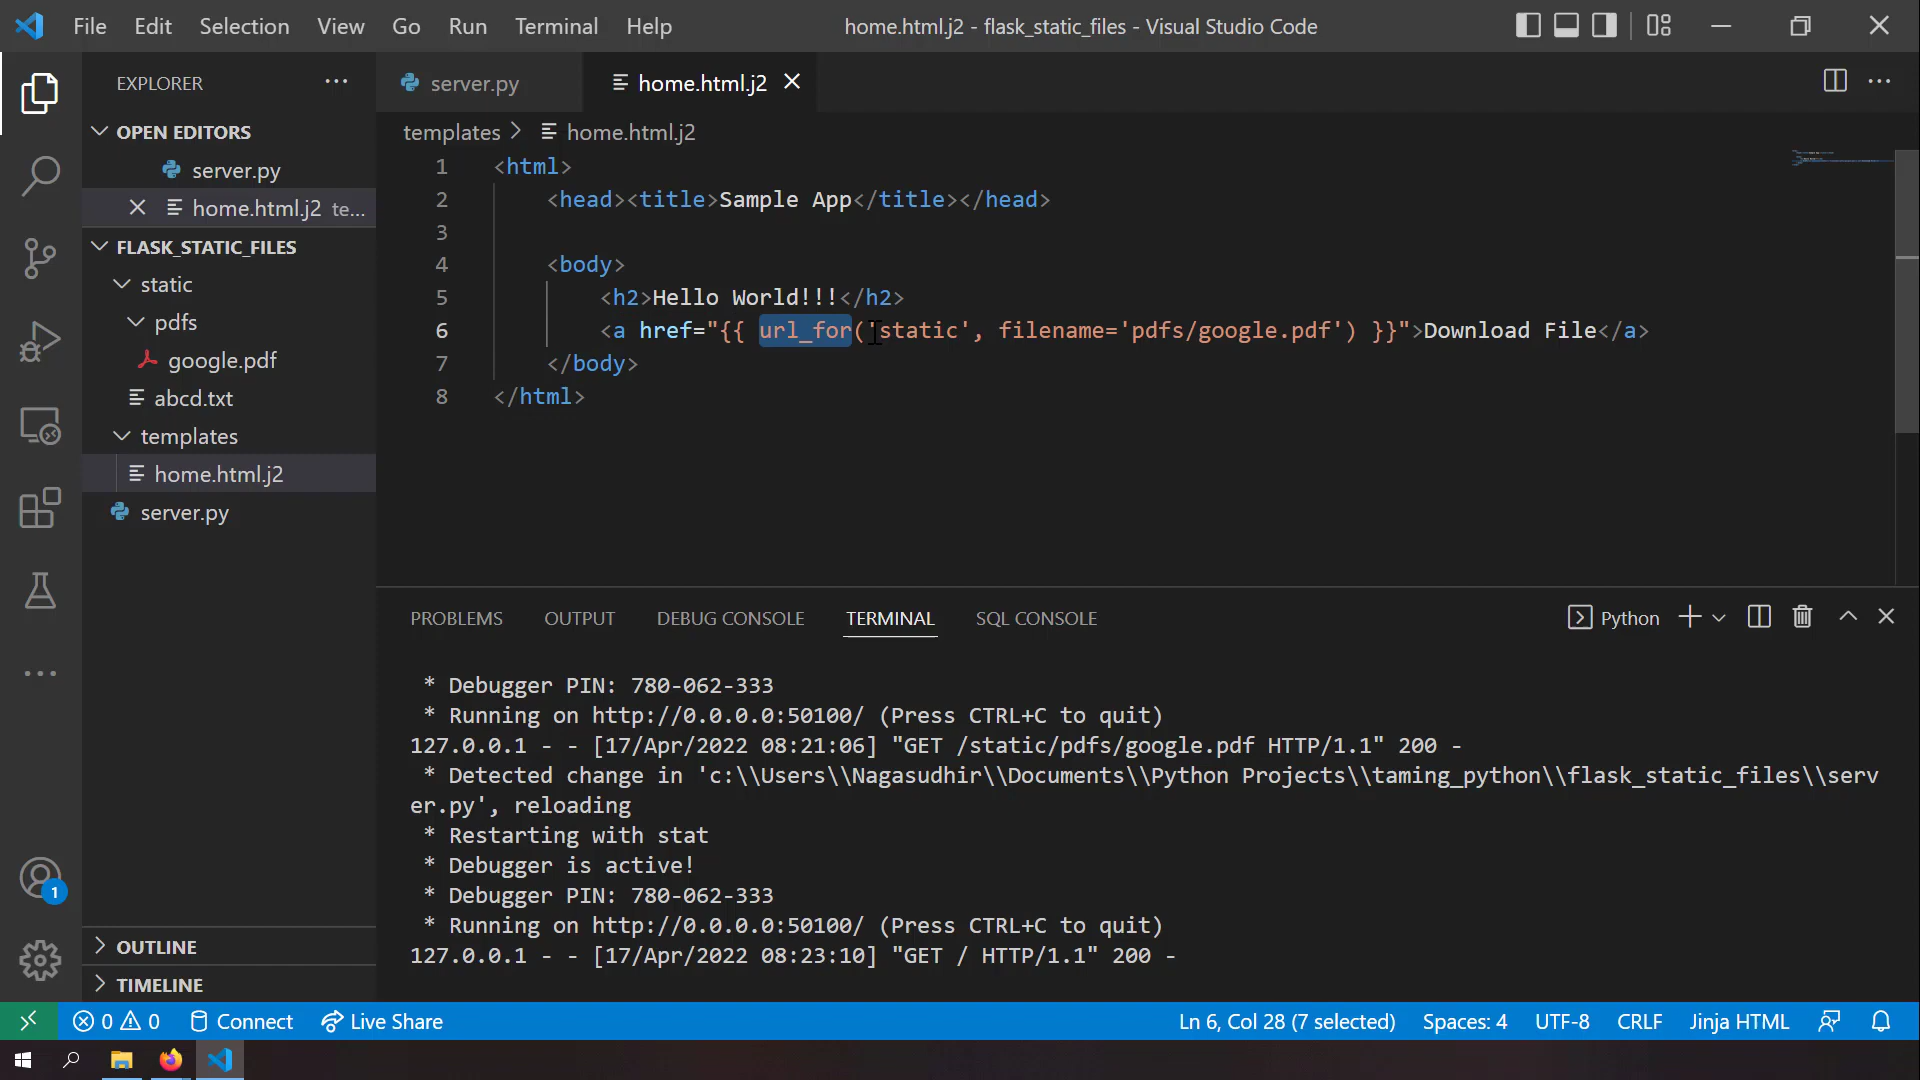 File Edit Selection View Go Run Terminal Help home.html.j2 - flask_static_files - Visual Studio Code
EXPLORER
OPEN EDITORS
server.py
home.html.j2 te...
FLASK_STATIC_FILES
static
pdfs
google.pdf
abcd.txt
templates
home.html.j2
server.py
OUTLINE
TIMELINE
1
server.py home.html.j2
templates > home.html.j2
1 <html>
2 <head><title>Sample App</title></head>
3
4 <body>
5 <h2>Hello World!!!</h2>
6 <a href="{{ url_for('static', filename='pdfs/google.pdf') }}">Download File</a>
7 </body>
8 </html>
PROBLEMS OUTPUT DEBUG CONSOLE TERMINAL SQL CONSOLE Python
* Debugger PIN: 780-062-333
* Running on http://0.0.0.0:50100/ (Press CTRL+C to quit)
127.0.0.1 - - [17/Apr/2022 08:21:06] "GET /static/pdfs/google.pdf HTTP/1.1" 200 -
* Detected change in 'c:\\Users\\Nagasudhir\\Documents\\Python Projects\\taming_python\\flask_static_files\\serv
er.py', reloading
* Restarting with stat
* Debugger is active!
* Debugger PIN: 780-062-333
* Running on http://0.0.0.0:50100/ (Press CTRL+C to quit)
127.0.0.1 - - [17/Apr/2022 08:23:10] "GET / HTTP/1.1" 200 -
0 0 Connect Live Share Ln 6, Col 28 (7 selected) Spaces: 4 UTF-8 CRLF Jinja HTML